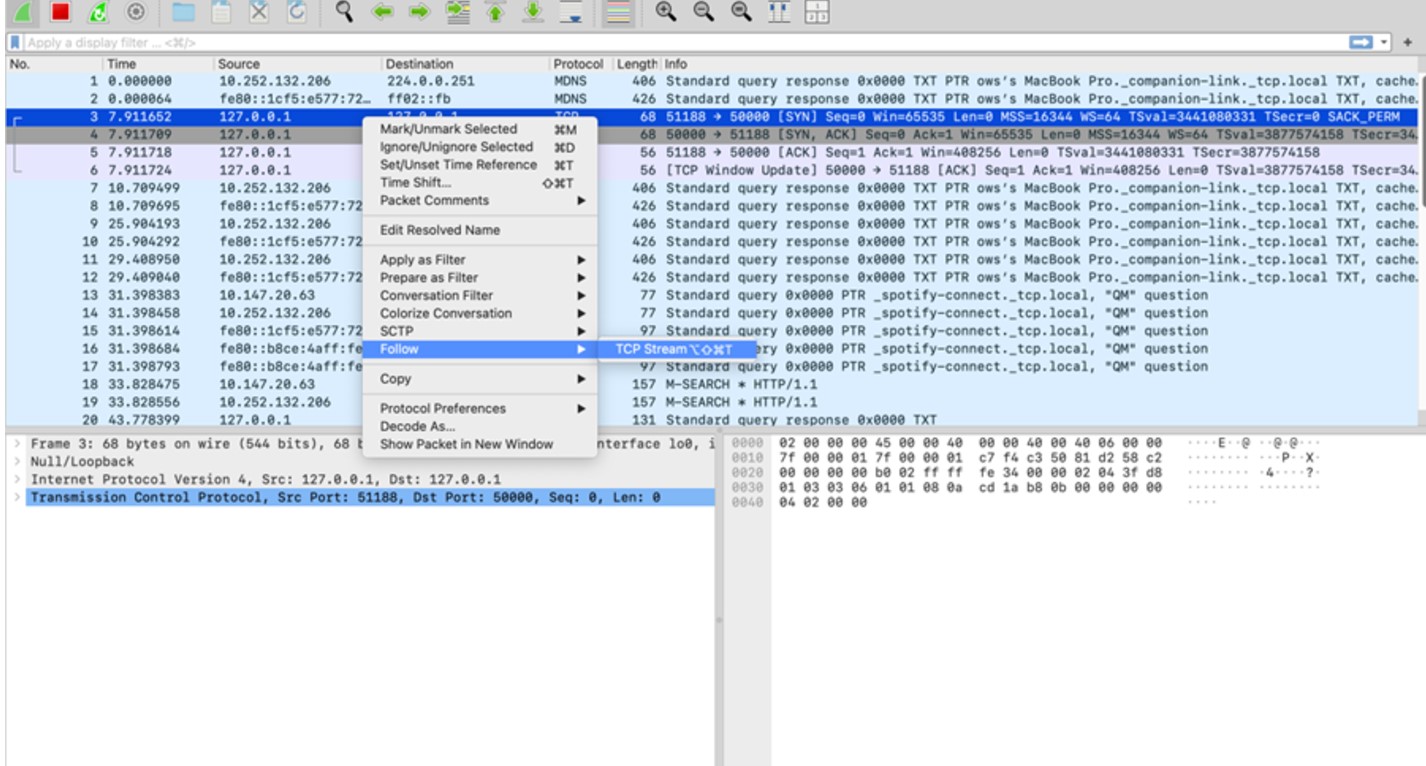 Apply a display filter ... <⌘/>
No. Time Source Destination Protocol Length Info
1 0.000000 10.252.132.206 224.0.0.251 MDNS 406 Standard query response 0x0000 TXT PTR ows's MacBook Pro._companion-link._tcp.local TXT, cache.
2 0.000064 fe80::1cf5:e577:72… ff02::fb MDNS 426 Standard query response 0x0000 TXT PTR ows's MacBook Pro._companion-link._tcp.local TXT, cache.
3 7.911652 127.0.0.1 127.0.0.1 TCP 68 51188 → 50000 [SYN] Seq=0 Win=65535 Len=0 MSS=16344 WS=64 TSval=3441080331 TSecr=0 SACK_PERM
4 7.911709 127.0.0.1 68 50000 → 51188 [SYN, ACK] Seq=0 Ack=1 Win=65535 Len=0 MSS=16344 WS=64 TSval=3877574158 TSecr=34
5 7.911718 127.0.0.1 56 51188 → 50000 [ACK] Seq=1 Ack=1 Win=408256 Len=0 TSval=3441080331 TSecr=3877574158
6 7.911724 127.0.0.1 56 [TCP Window Update] 50000 → 51188 [ACK] Seq=1 Ack=1 Win=408256 Len=0 TSval=3877574158 TSecr=34.
7 10.709499 10.252.132.206 406 Standard query response 0x0000 TXT PTR ows's MacBook Pro._companion-link._tcp.local TXT, cache.
8 10.709695 fe80::1cf5:e577:72 426 Standard query response 0x0000 TXT PTR ows's MacBook Pro._companion-link._tcp.local TXT, cache.
9 25.904193 10.252.132.206 406 Standard query response 0x0000 TXT PTR ows's MacBook Pro._companion-link._tcp.local TXT, cache.
10 25.904292 fe80::1cf5:e577:72 426 Standard query response 0x0000 TXT PTR ows's MacBook Pro._companion-link._tcp.local TXT, cache.
11 29.408950 10.252.132.206 406 Standard query response 0x0000 TXT PTR ows's MacBook Pro._companion-link._tcp.local TXT, cache.
12 29.409040 fe80::1cf5:e577:72 426 Standard query response 0x0000 TXT PTR ows's MacBook Pro._companion-link._tcp.local TXT, cache.
13 31.398383 10.147.20.63 77 Standard query 0x0000 PTR _spotify-connect._tcp.local, "QM" question
14 31.398458 10.252.132.206 77 Standard query 0x0000 PTR _spotify-connect._tcp.local, "QM" question
15 31.398614 fe80::1cf5:e577:72 97 Standard query 0x0000 PTR _spotify-connect._tcp.local, "QM" question
16 31.398684 fe80::b8ce:4aff:fe ery 0x0000 PTR _spotify-connect._tcp.local, "QM" question
17 31.398793 fe80::b8ce:4aff:fe 97 Standard query 0x0000 PTR _spotify-connect._tcp.local, "QM" question
18 33.828475 10.147.20.63 157 M-SEARCH * HTTP/1.1
19 33.828556 10.252.132.206 157 M-SEARCH * HTTP/1.1
20 43.778399 127.0.0.1 131 Standard query response 0x0000 TXT
Mark/Unmark Selected ⌘M
Ignore/Unignore Selected ⌘D
Set/Unset Time Reference ⌘T
Time Shift... ⇧⌘T
Packet Comments
Edit Resolved Name
Apply as Filter
Prepare as Filter
Conversation Filter
Colorize Conversation
SCTP
Follow
TCP Stream ⌥⇧⌘T
Copy
Protocol Preferences
Decode As...
Show Packet in New Window
Frame 3: 68 bytes on wire (544 bits), 68 b nterface lo0, i
Null/Loopback
Internet Protocol Version 4, Src: 127.0.0.1, Dst: 127.0.0.1
Transmission Control Protocol, Src Port: 51188, Dst Port: 50000, Seq: 0, Len: 0
0000 02 00 00 00 45 00 00 40 00 00 40 00 40 06 00 00 ····E··@ ··@·@···
0010 7f 00 00 01 7f 00 00 01 c7 f4 c3 50 81 d2 58 c2 ········ ···P··X·
0020 00 00 00 00 b0 02 ff ff fe 34 00 00 02 04 3f d8 ········ ·4····?·
0030 01 03 03 06 01 01 08 0a cd 1a b8 0b 00 00 00 00 ········ ········
0040 04 02 00 00 ····